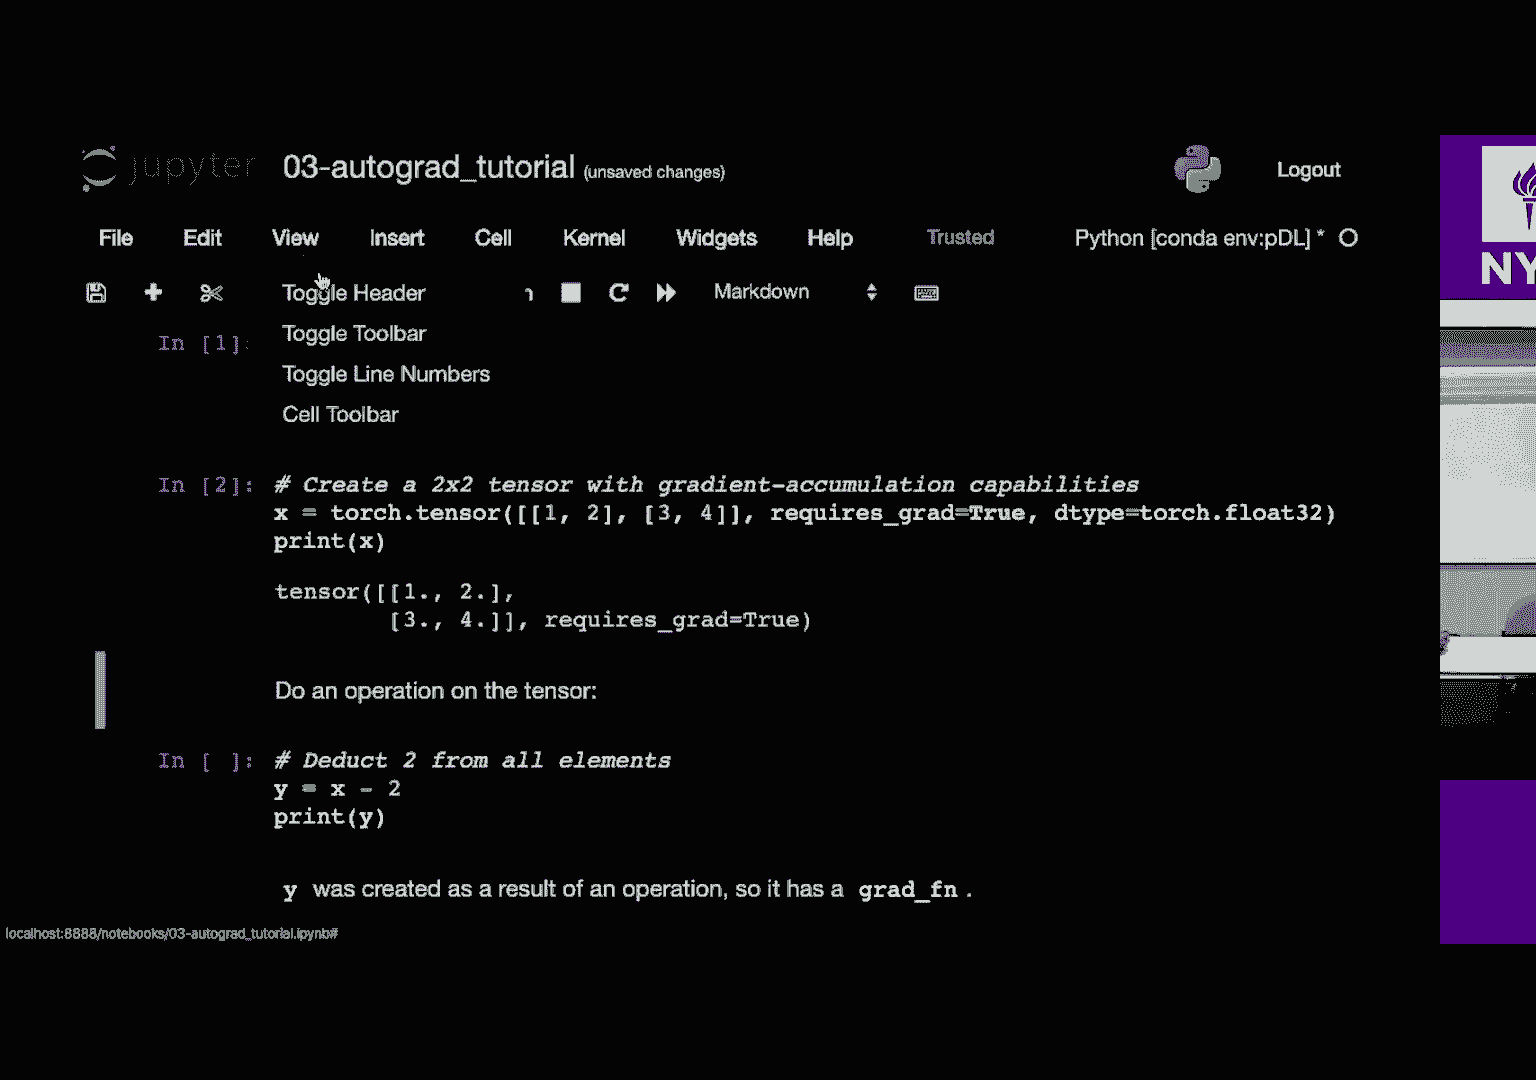 jupyter 03-autograd_tutorial (unsaved changes) Logout
File Edit View Insert Cell Kernel Widgets Help Trusted Python [conda env:pDL] *
Toggle Header Markdown
Toggle Toolbar
Toggle Line Numbers
Cell Toolbar
In [1]:
In [2]: # Create a 2x2 tensor with gradient-accumulation capabilities
x = torch.tensor([[1, 2], [3, 4]], requires_grad=True, dtype=torch.float32)
print(x)
tensor([[1., 2.],
[3., 4.]], requires_grad=True)
Do an operation on the tensor:
In [ ]: # Deduct 2 from all elements
y = x - 2
print(y)
y was created as a result of an operation, so it has a grad_fn .
localhost:8888/notebooks/03-autograd_tutorial.ipynb#
NY